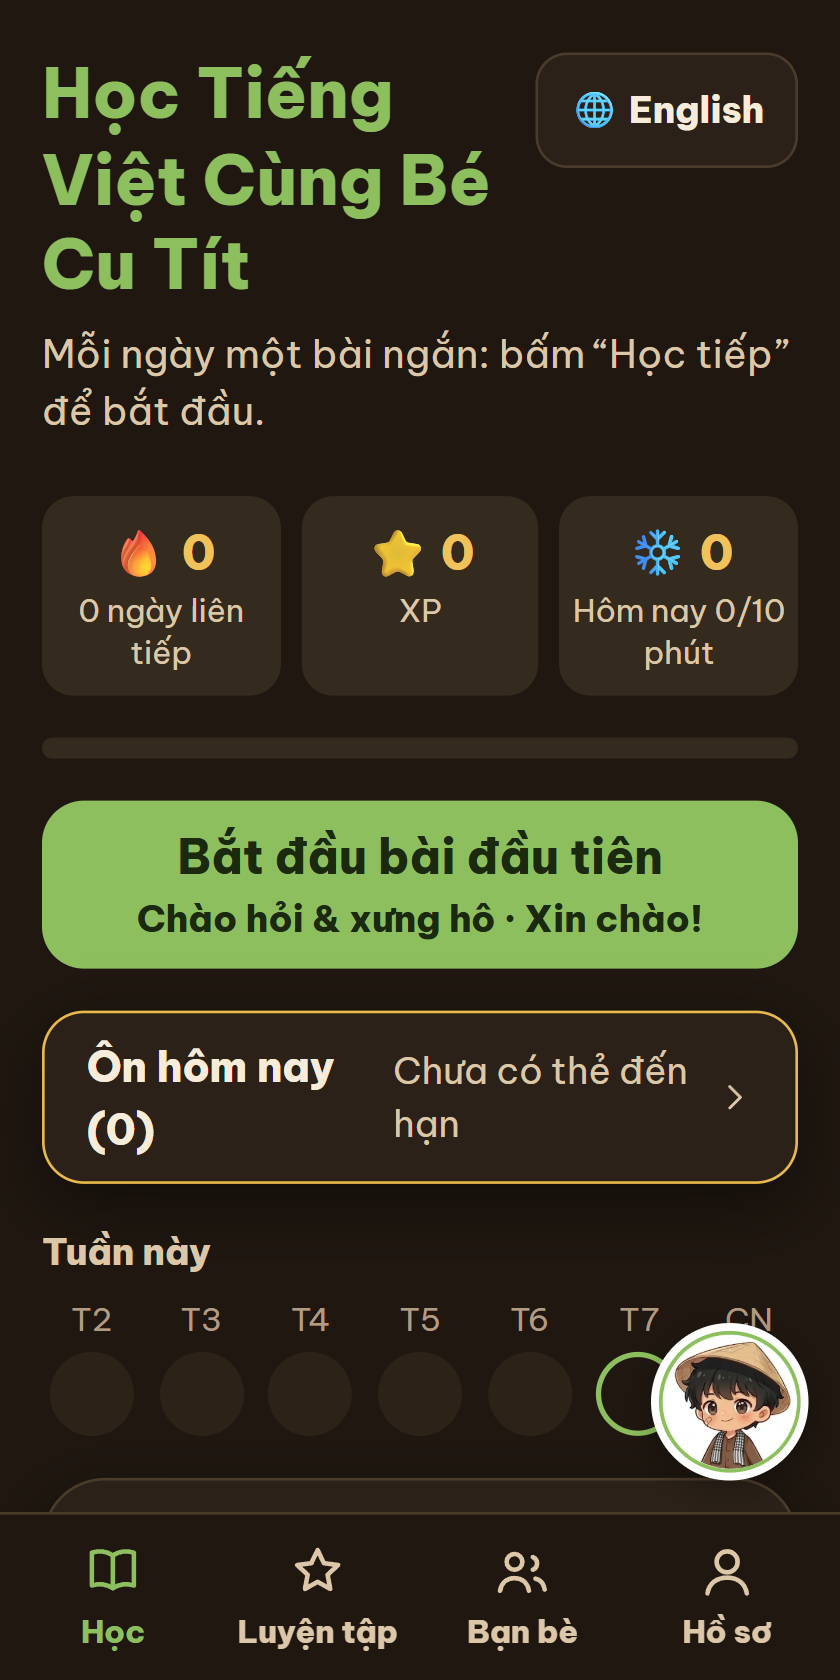 Học Tiếng
Việt Cùng Bé
Cu Tít
English
Mỗi ngày một bài ngắn: bấm “Học tiếp”
để bắt đầu.
0
0 ngày liên
tiếp
0
XP
0
Hôm nay 0/10
phút
Bắt đầu bài đầu tiên
Chào hỏi & xưng hô · Xin chào!
Ôn hôm nay
(0)
Chưa có thẻ đến
hạn
Tuần này
T2 T3 T4 T5 T6 T7 CN
Học Luyện tập Bạn bè Hồ sơ